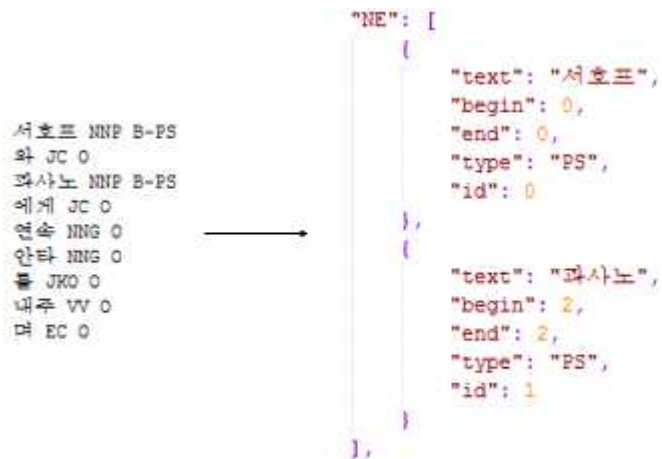 서호프 NNP B-PS
와 JC O
파사노 NNP B-PS
에게 JC O
연속 NNG O
안타 NNG O
를 JKO O
내주 VV O
며 EC O
"NE": [
{
"text": "서호프",
"begin": 0,
"end": 0,
"type": "PS",
"id": 0
},
{
"text": "파사노",
"begin": 2,
"end": 2,
"type": "PS",
"id": 1
}
],